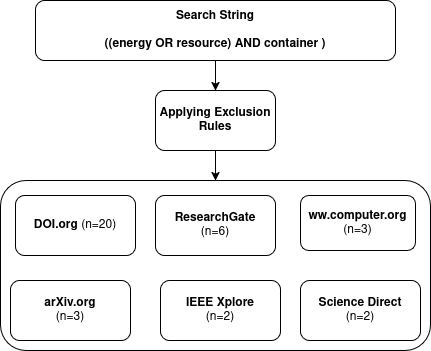 Search String
((energy OR resource) AND container )
Applying Exclusion
Rules
DOI.org (n=20)
ResearchGate
(n=6)
ww.computer.org
(n=3)
arXiv.org
(n=3)
IEEE Xplore
(n=2)
Science Direct
(n=2)